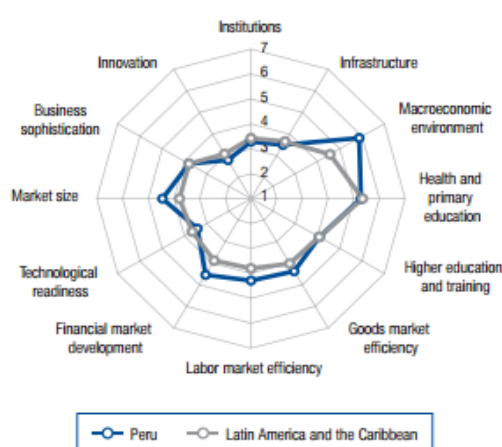 Institutions
7
6
5
4
3
2
1
Infrastructure
Macroeconomic
environment
Health and
primary
education
Higher education
and training
Goods market
efficiency
Labor market efficiency
Financial market
development
Technological
readiness
Market size
Business
sophistication
Innovation
Peru
Latin America and the Caribbean